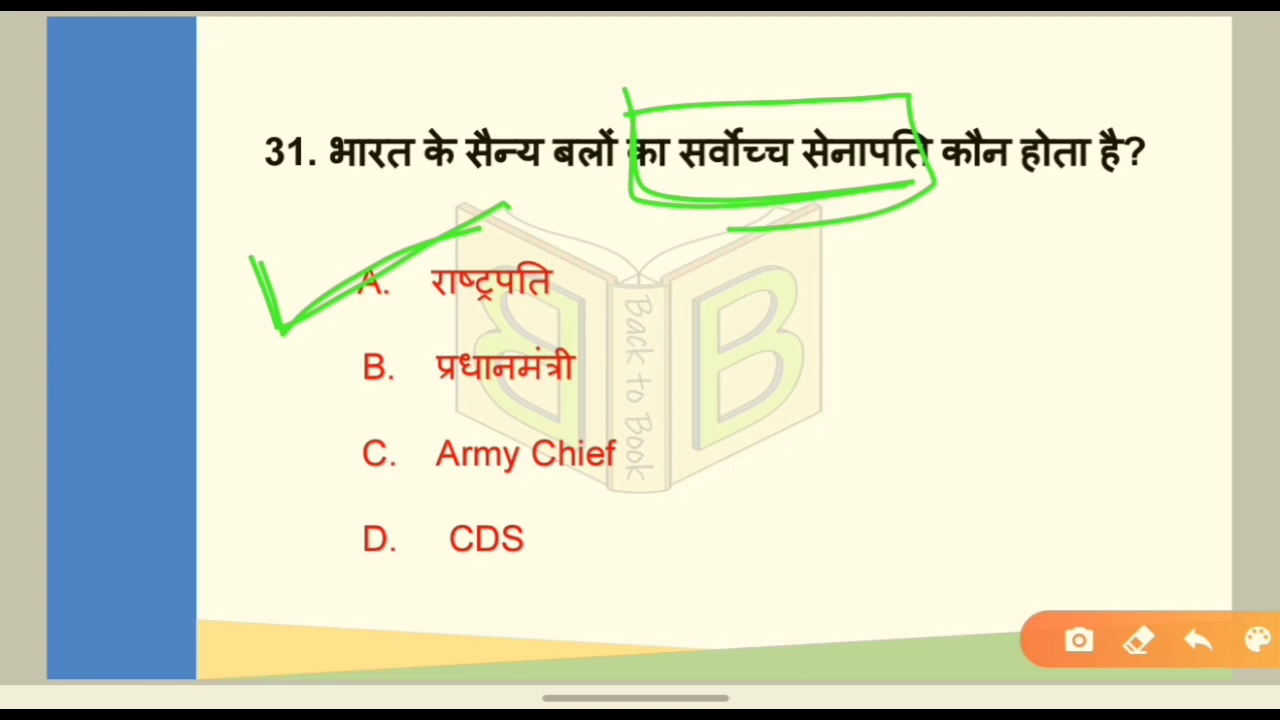 31. भारत के सैन्य बलों का सर्वोच्च सेनापति कौन होता है?
A. राष्ट्रपति
B. प्रधानमंत्री
C. Army Chief
D. CDS
Back to Book
B B